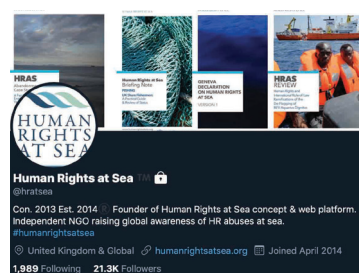 HRAS
Human Rights at Sea
Briefing Note
GENEVA
DECLARATION
ON HUMAN RIGHTS
AT SEA
VERSION 1
HRAS
REVIEW
HUMAN
RIGHTS
AT SEA
Human Rights at Sea TM
@hratsea
Con. 2013 Est. 2014® Founder of Human Rights at Sea concept & web platform.
Independent NGO raising global awareness of HR abuses at sea.
#humanrightsatsea
United Kingdom & Global humanrightsatsea.org Joined April 2014
1,989 Following 21.3K Followers